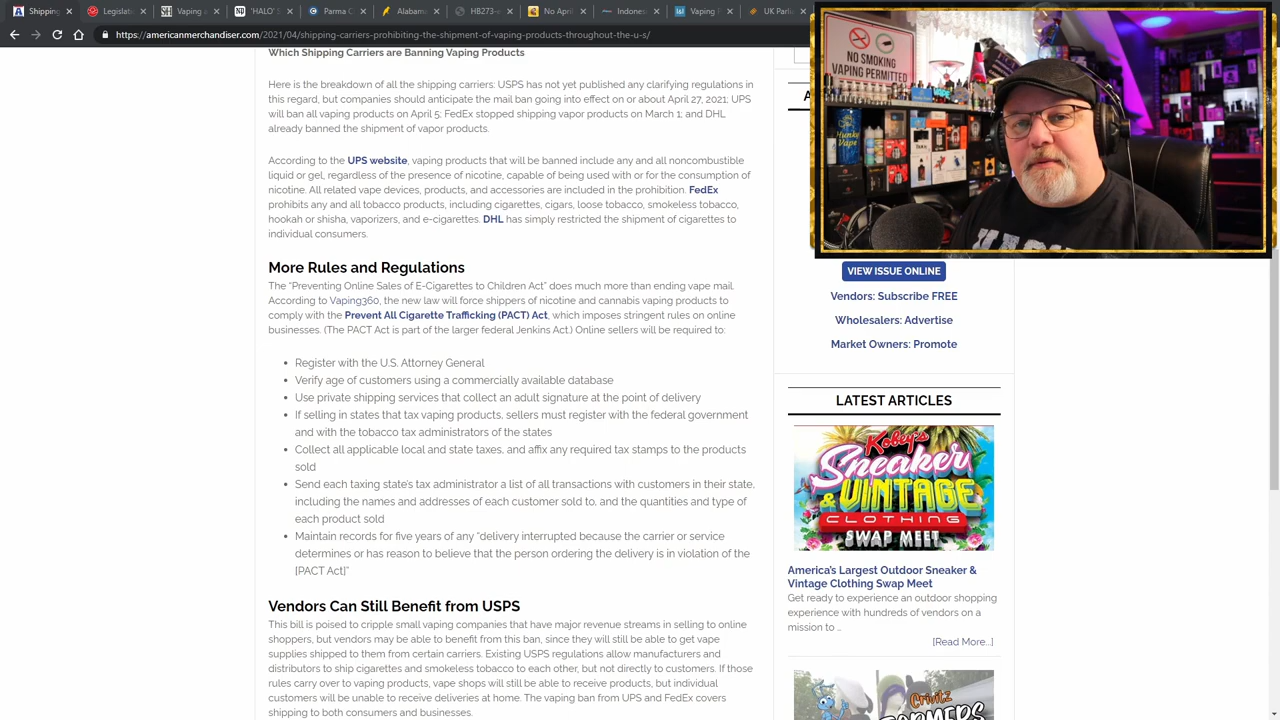 Shipping
Vaping a
"HALO" :
Parma C
Alabam
HB727 B
No Artic
Indones
Vaping I
UK Parli
https://americanmerchandiser.com/2021/04/shipping-carriers-prohibiting-the-shipment-of-vaping-products-throughout-the-u-s/
Which Shipping Carriers are Banning Vaping Products
Here is the breakdown of all the shipping carriers: USPS has not yet published any clarifying regulations in
this regard, but companies should anticipate the mail ban going into effect on or about April 27, 2021; UPS
will ban all vaping products on April 5; FedEx stopped shipping vapor products on March 1; and DHL
already banned the shipment of vapor products.
According to the UPS website, vaping products that will be banned include any and all noncombustible
liquid or gel, regardless of the presence of nicotine, capable of being used with or for the consumption of
nicotine. All related vape devices, products, and accessories are included in the prohibition. FedEx
prohibits any and all tobacco products, including cigarettes, cigars, loose tobacco, smokeless tobacco,
hookah or shisha, vaporizers, and e-cigarettes. DHL has simply restricted the shipment of cigarettes to
individual consumers.
More Rules and Regulations
The “Preventing Online Sales of E-Cigarettes to Children Act” does much more than ending vape mail.
According to Vaping360, the new law will force shippers of nicotine and cannabis vaping products to
comply with the Prevent All Cigarette Trafficking (PACT) Act, which imposes stringent rules on online
businesses. (The PACT Act is part of the larger federal Jenkins Act.) Online sellers will be required to:
Register with the U.S. Attorney General
Verify age of customers using a commercially available database
Use private shipping services that collect an adult signature at the point of delivery
If selling in states that tax vaping products, sellers must register with the federal government
and with the tobacco tax administrators of the states
Collect all applicable local and state taxes, and affix any required tax stamps to the products
sold
Send each taxing state’s tax administrator a list of all transactions with customers in their state,
including the names and addresses of each customer sold to, and the quantities and type of
each product sold
Maintain records for five years of any “delivery interrupted because the carrier or service
determines or has reason to believe that the person ordering the delivery is in violation of the
[PACT Act]”
Vendors Can Still Benefit from USPS
This bill is poised to cripple small vaping companies that have major revenue streams in selling to online
shoppers, but vendors may be able to benefit from this ban, since they will still be able to get vape
supplies shipped to them from certain carriers. Existing USPS regulations allow manufacturers and
distributors to ship cigarettes and smokeless tobacco to each other, but not directly to customers. If those
rules carry over to vaping products, vape shops will still be able to receive products, but individual
customers will be unable to receive deliveries at home. The vaping ban from UPS and FedEx covers
shipping to both consumers and businesses.
NO SMOKING
VAPING PERMITTED
Hunky
Vape
VIEW ISSUE ONLINE
Vendors: Subscribe FREE
Wholesalers: Advertise
Market Owners: Promote
LATEST ARTICLES
Kobey's
Sneaker
& VINTAGE
CLOTHING
SWAP MEET
America’s Largest Outdoor Sneaker &
Vintage Clothing Swap Meet
Get ready to experience an outdoor shopping
experience with hundreds of vendors on a
mission to …
[Read More...]
Crivitz